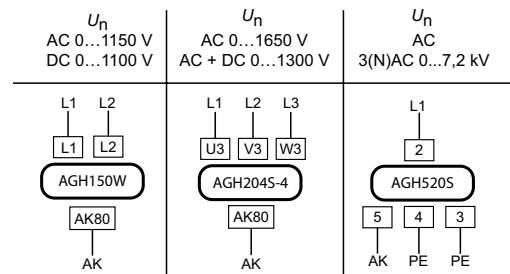 Un
AC 0...1150 V
DC 0...1100 V
L1 L2
L1 L2
AGH150W
AK80
AK
Un
AC 0...1650 V
AC + DC 0...1300 V
L1 L2 L3
U3 V3 W3
AGH204S-4
AK80
AK
Un
AC
3(N)AC 0...7,2 kV
L1
2
AGH520S
5 4 3
AK PE PE